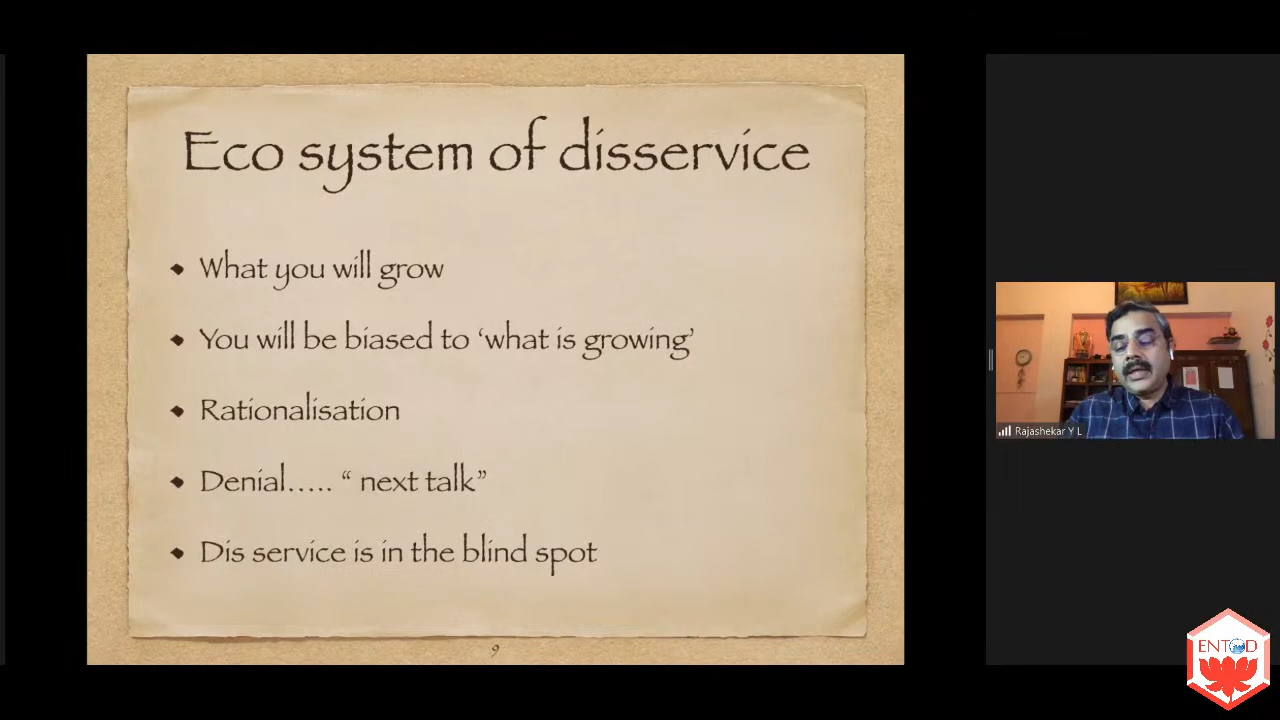 Eco system of disservice
What you will grow
You will be biased to ‘what is growing’
Rationalisation
Denial..... “ next talk”
Dis service is in the blind spot
9
Rajashekar Y L
ENTOD